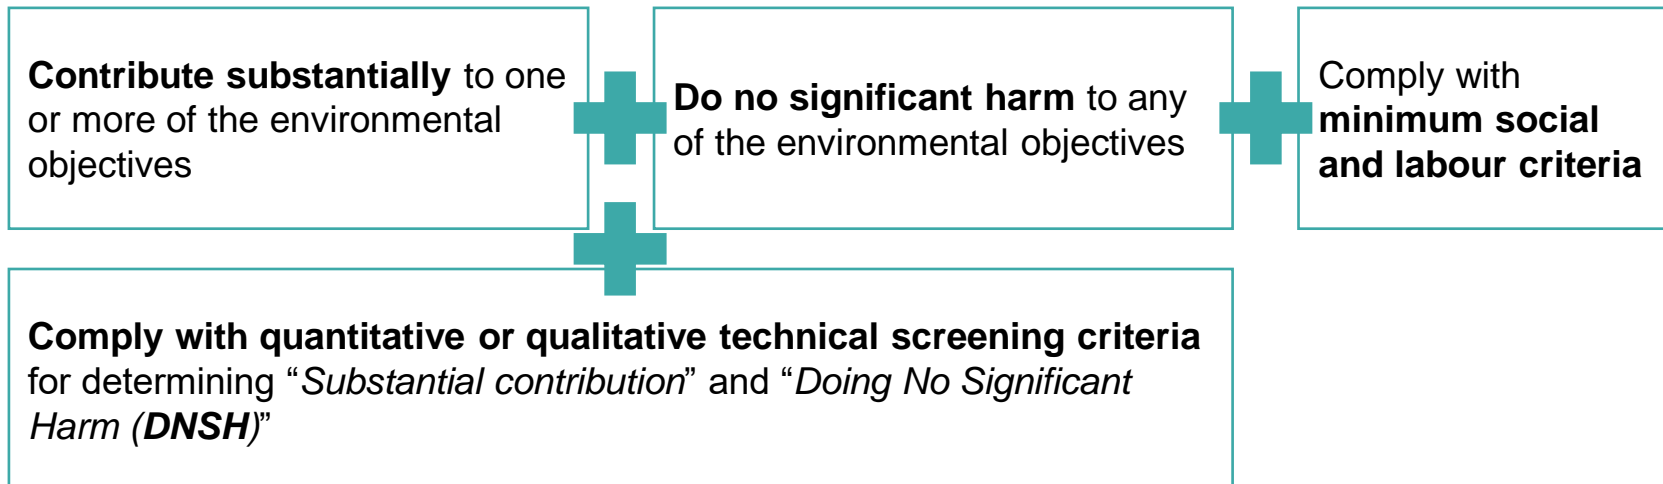 Contribute substantially to one
or more of the environmental
objectives
Do no significant harm to any
of the environmental objectives
Comply with
minimum social
and labour criteria
Comply with quantitative or qualitative technical screening criteria
for determining “Substantial contribution” and “Doing No Significant
Harm (DNSH)”